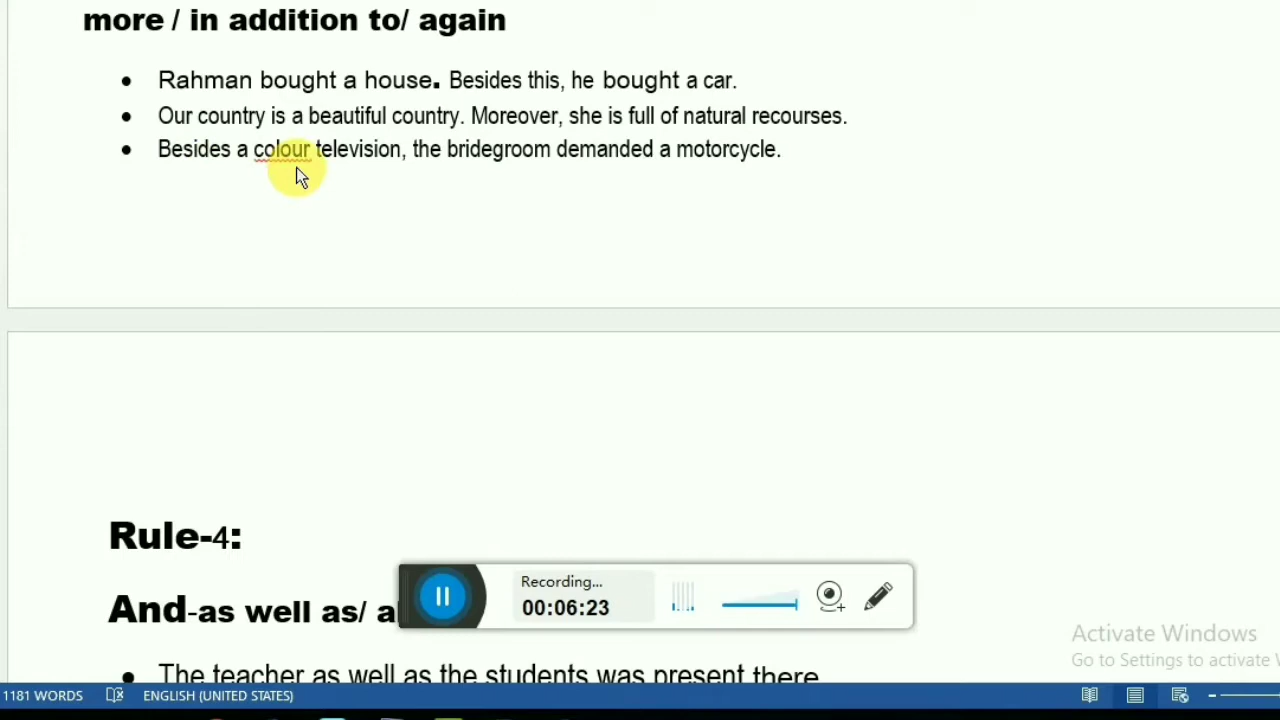 more / in addition to/ again
• Rahman bought a house. Besides this, he bought a car.
• Our country is a beautiful country. Moreover, she is full of natural recourses.
• Besides a colour television, the bridegroom demanded a motorcycle.
Rule-4:
And-as well as/ a
Recording...
00:06:23
• The teacher as well as the students was present there
Activate Windows
Go to Settings to activate
1181 WORDS ENGLISH (UNITED STATES)